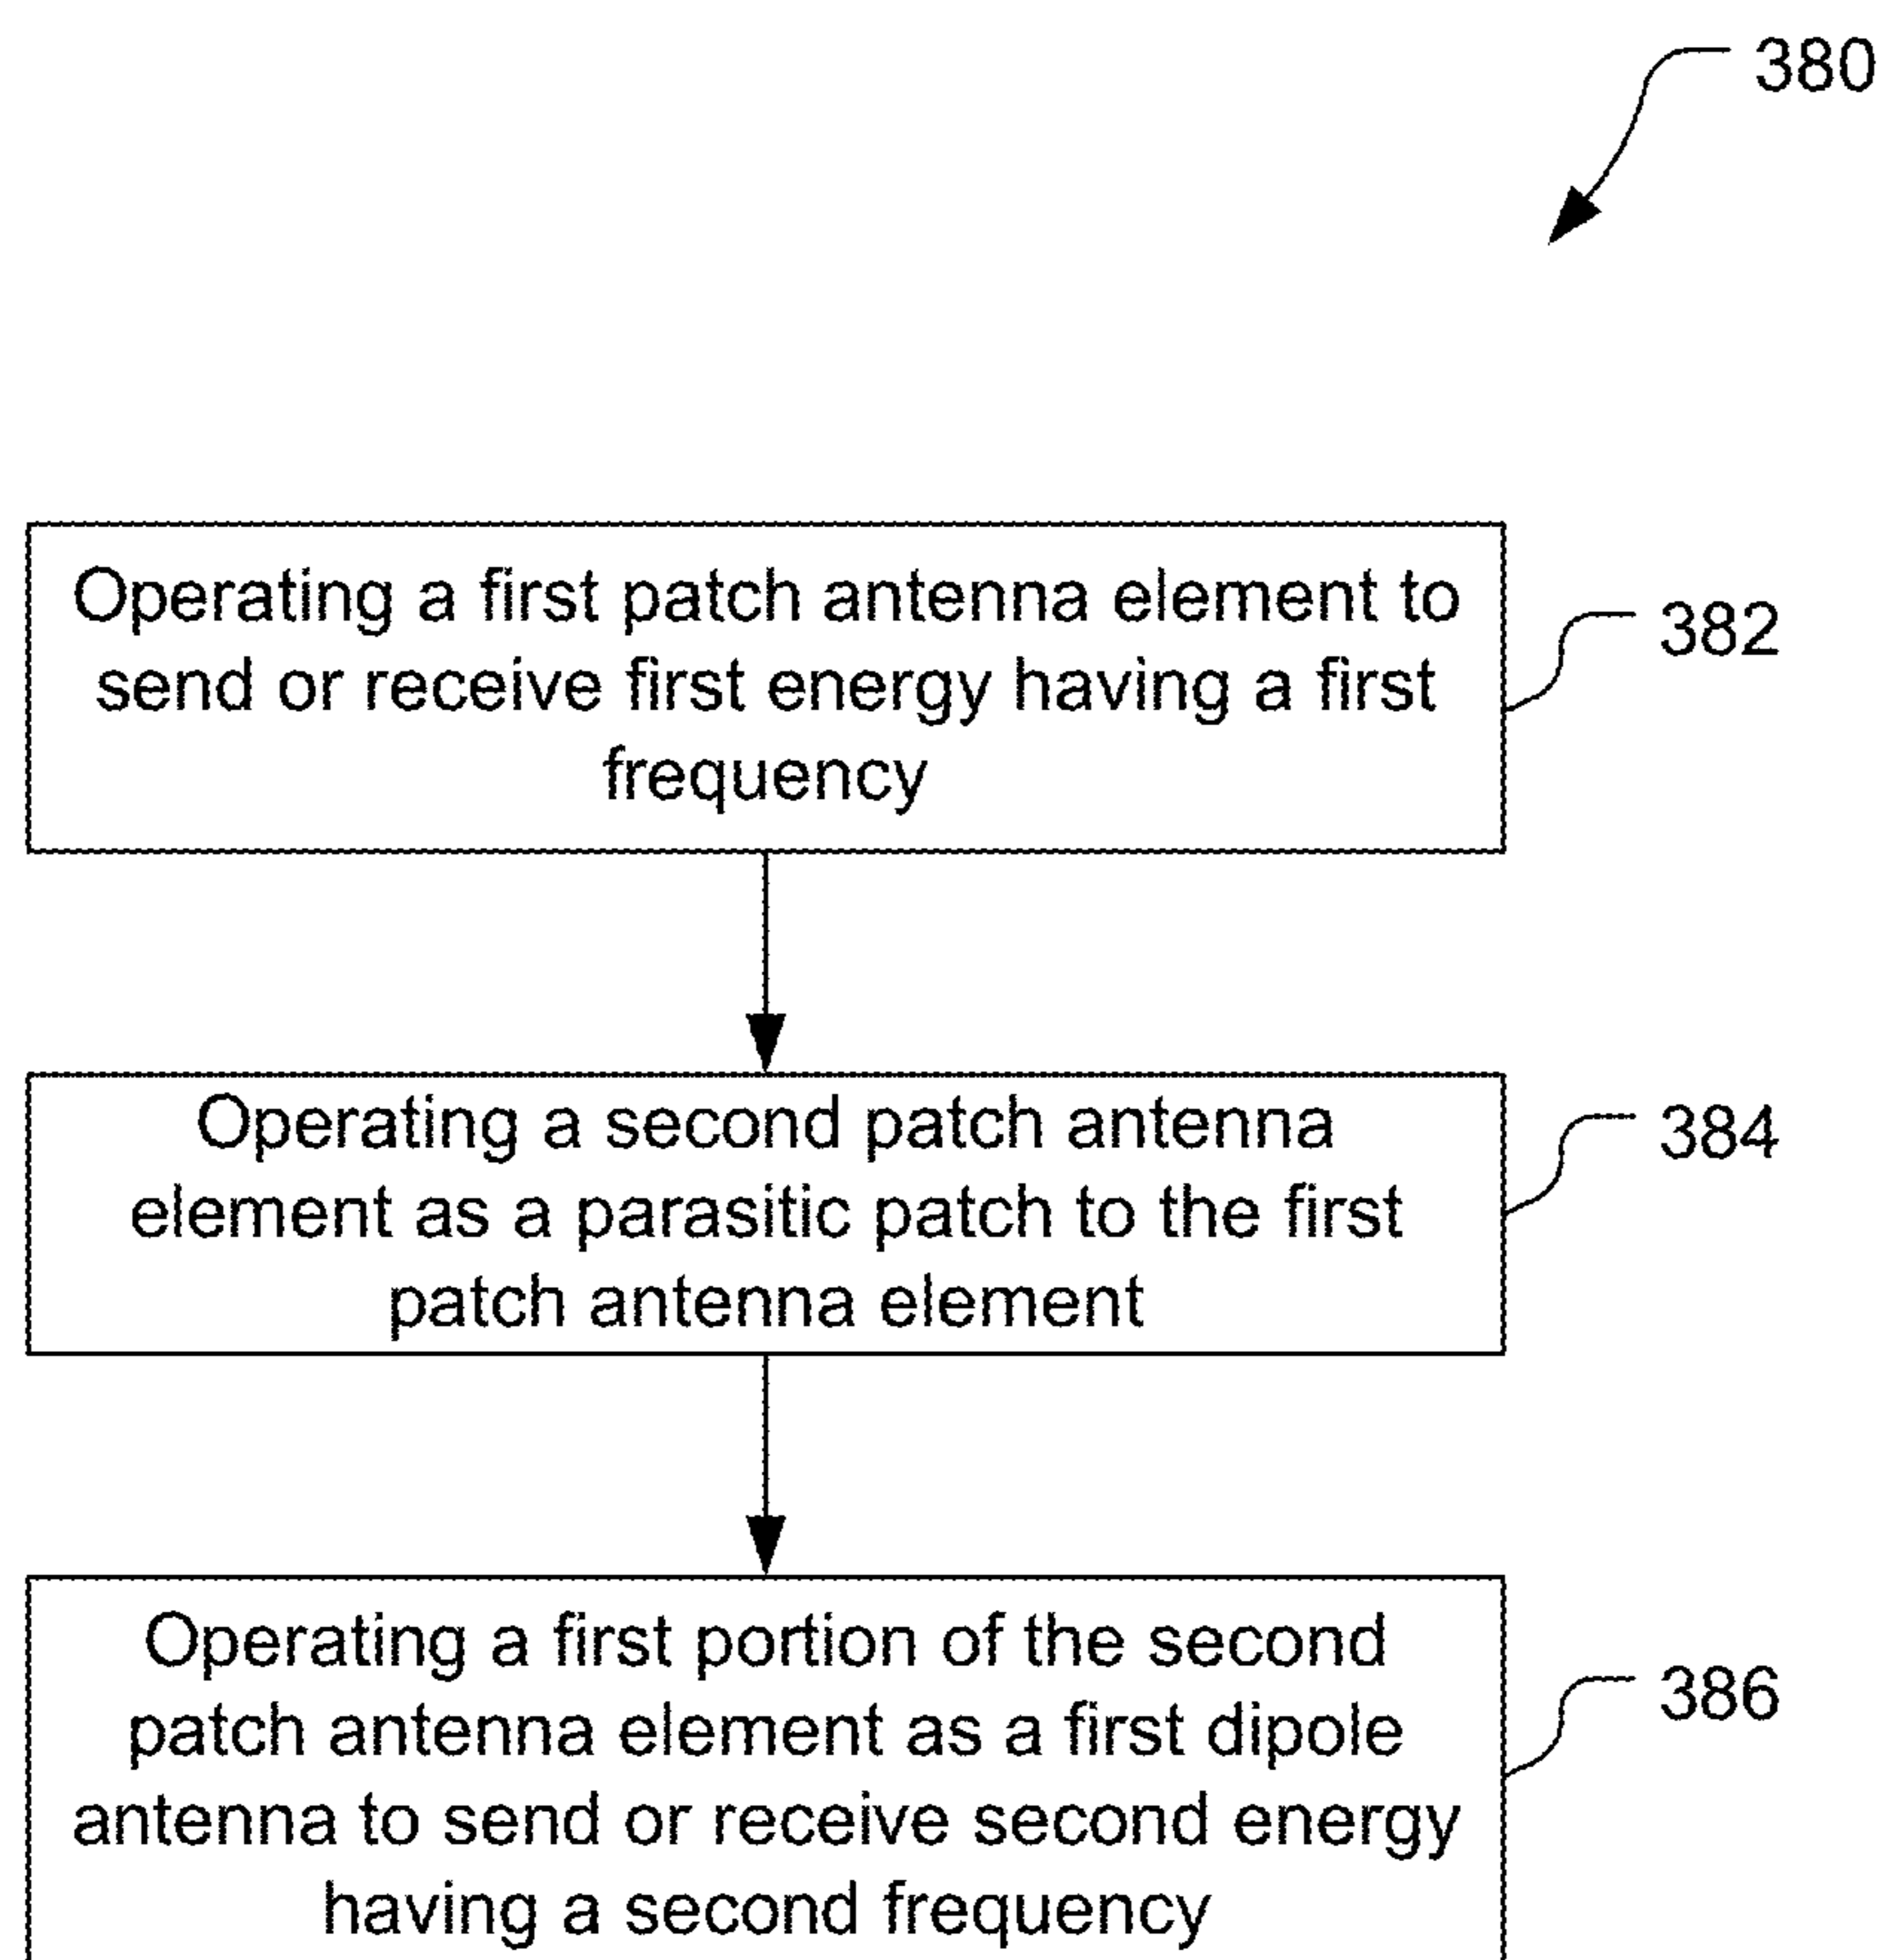 380
Operating a first patch antenna element to
send or receive first energy having a first
frequency
382
Operating a second patch antenna
element as a parasitic patch to the first
patch antenna element
384
Operating a first portion of the second
patch antenna element as a first dipole
antenna to send or receive second energy
having a second frequency
386